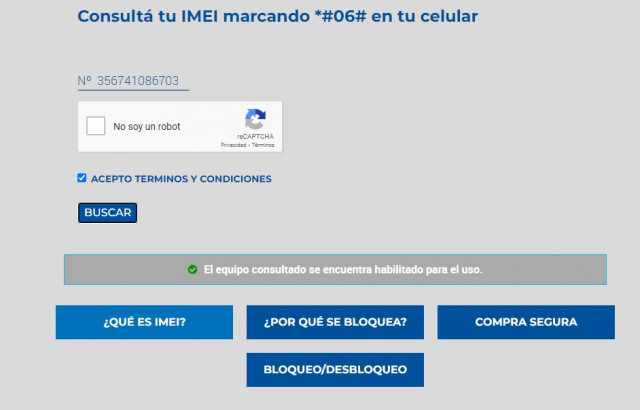 Consultá tu IMEI marcando *#06# en tu celular
Nº 356741086703
No soy un robot
reCAPTCHA
Privacidad - Términos
ACEPTO TERMINOS Y CONDICIONES
BUSCAR
El equipo consultado se encuentra habilitado para el uso.
¿QUÉ ES IMEI?
¿POR QUÉ SE BLOQUEA?
COMPRA SEGURA
BLOQUEO/DESBLOQUEO